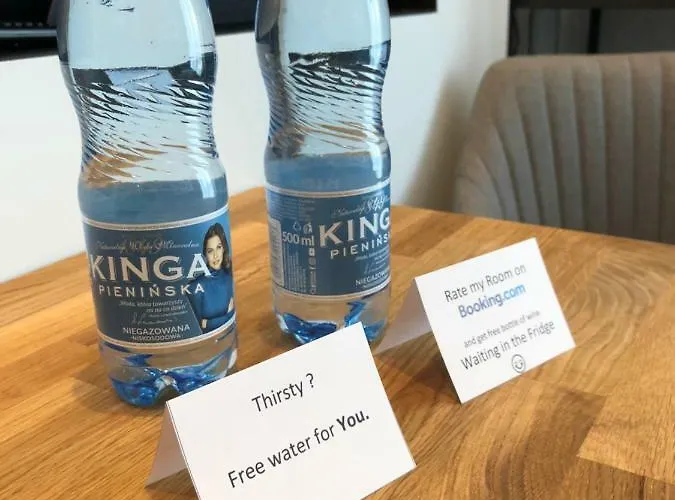 KINGA
PIENIŃSKA
NIEGAZOWANA
NISKOSODOWA
500 ml
KINGA
PIENIŃSKA
NIEGAZOWANA
Thirsty ?
Free water for You.
Rate my Room on
Booking.com
and get free bottle of wine
Waiting in the Fridge